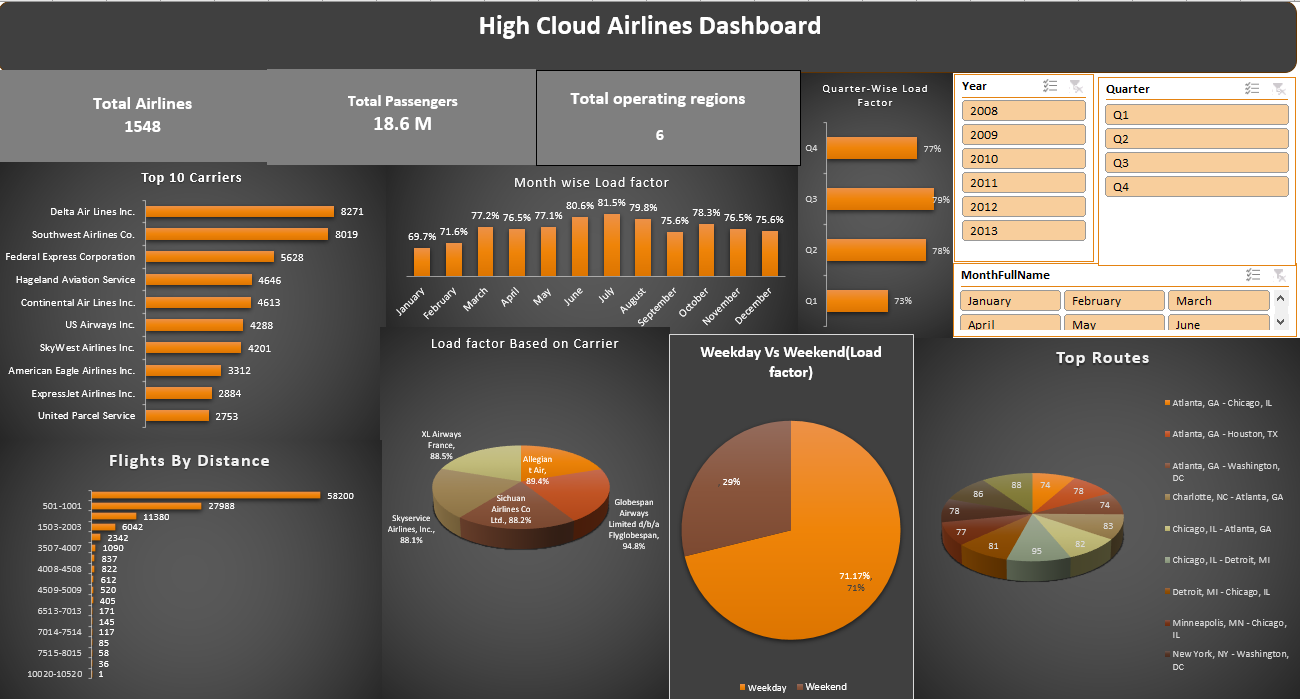 High Cloud Airlines Dashboard
Total Airlines
1548
Total Passengers
18.6 M
Total operating regions
6
Quarter-Wise Load
Factor
Q4
77%
Q3
79%
Q2
78%
Q1
73%
Year
2008
2009
2010
2011
2012
2013
Quarter
Q1
Q2
Q3
Q4
MonthFullName
January
February
March
April
May
June
Top 10 Carriers
Delta Air Lines Inc.
8271
Southwest Airlines Co.
8019
Federal Express Corporation
5628
Hageland Aviation Service
4646
Continental Air Lines Inc.
4613
US Airways Inc.
4288
SkyWest Airlines Inc.
4201
American Eagle Airlines Inc.
3312
ExpressJet Airlines Inc.
2884
United Parcel Service
2753
Month wise Load factor
69.7%
71.6%
77.2%
76.5%
77.1%
80.6%
81.5%
79.8%
75.6%
78.3%
76.5%
75.6%
January
February
March
April
May
June
July
August
September
October
November
December
Flights By Distance
58200
501-1001
27988
11380
1503-2003
6042
2342
3507-4007
1090
837
4008-4508
822
612
4509-5009
520
405
6513-7013
171
145
7014-7514
117
85
7515-8015
58
36
10020-10520
1
Load factor Based on Carrier
XL Airways
France,
88.5%
Allegian
t Air,
89.4%
Sichuan
Airlines Co
Ltd., 88.2%
Globespan
Airways
Limited d/b/a
Flyglobespan,
94.8%
Skyservice
Airlines, Inc.,
88.1%
Weekday Vs Weekend(Load
factor)
29%
71.17%
71%
Weekday
Weekend
Top Routes
74
78
74
83
82
95
81
77
78
86
88
Atlanta, GA - Chicago, IL
Atlanta, GA - Houston, TX
Atlanta, GA - Washington,
DC
Charlotte, NC - Atlanta, GA
Chicago, IL - Atlanta, GA
Chicago, IL - Detroit, MI
Detroit, MI - Chicago, IL
Minneapolis, MN - Chicago,
IL
New York, NY - Washington,
DC